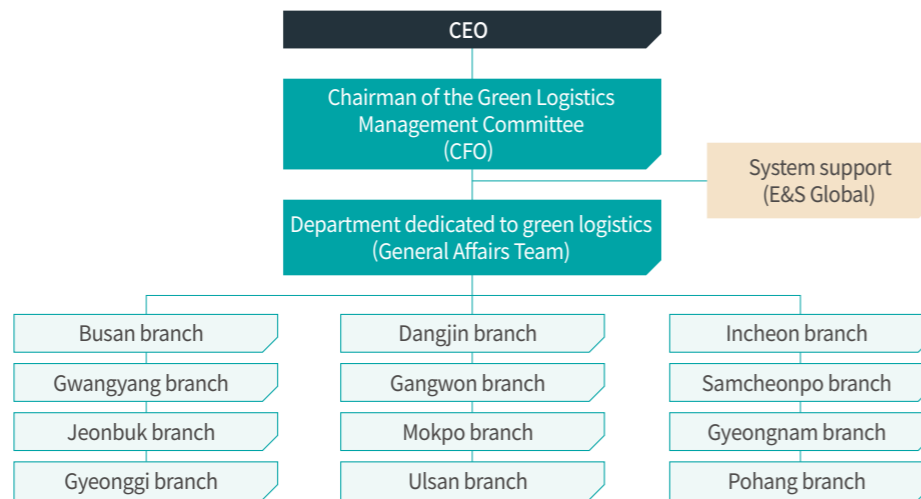 CEO
Chairman of the Green Logistics
Management Committee
(CFO)
System support
(E&S Global)
Department dedicated to green logistics
(General Affairs Team)
Busan branch
Dangjin branch
Incheon branch
Gwangyang branch
Gangwon branch
Samcheonpo branch
Jeonbuk branch
Mokpo branch
Gyeongnam branch
Gyeonggi branch
Ulsan branch
Pohang branch